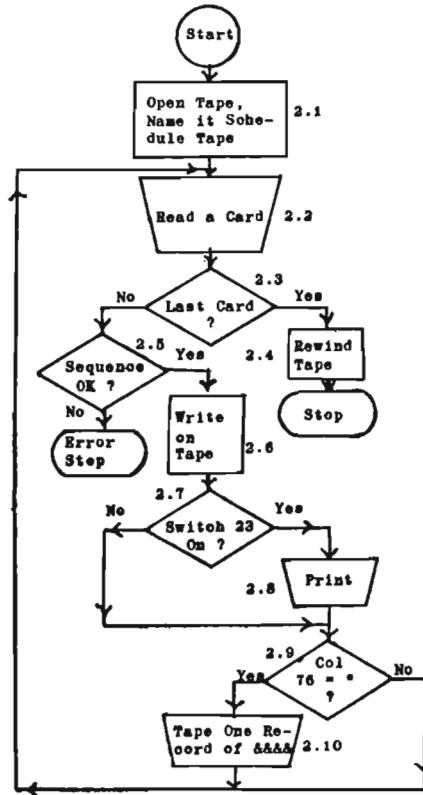 Start
Open Tape,
Name it Sche-
dule Tape
2.1
Read a Card
2.2
2.3
No
Last Card
?
Yes
2.5
Sequence
OK ?
Yes
2.4
Rewind
Tape
No
Error
Stop
Write
on
Tape
2.6
Stop
2.7
No
Switch 23
On ?
Yes
2.8
Print
2.9
Yes
Col
76 = *
?
No
Tape One Re-
cord of &&&&
2.10